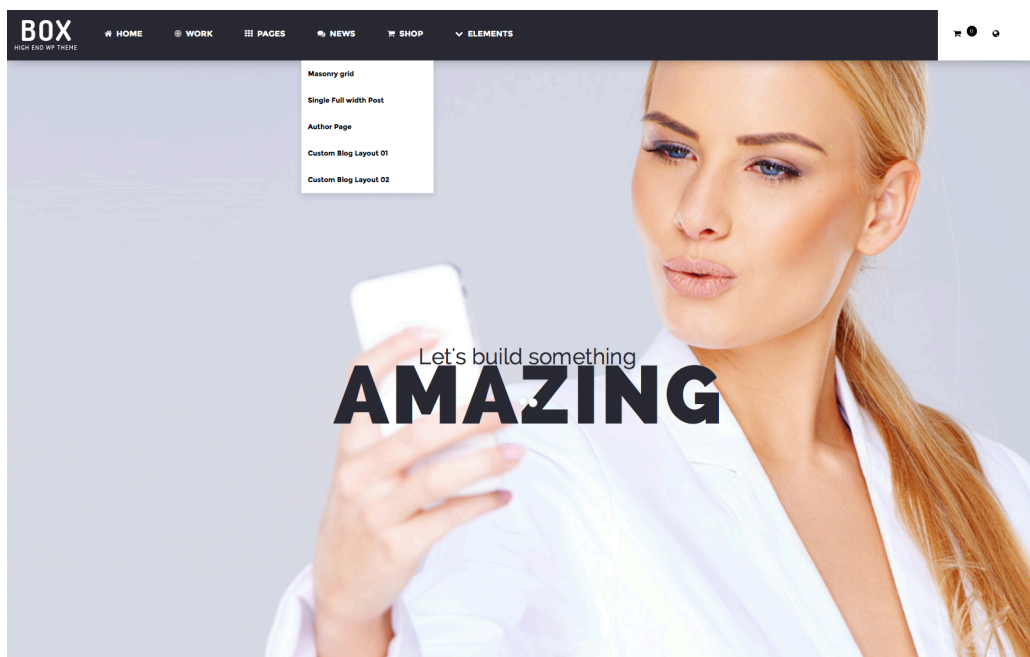 BOX
HIGH END WP THEME
HOME
WORK
PAGES
NEWS
SHOP
ELEMENTS
0
Masonry grid
Single Full width Post
Author Page
Custom Blog Layout 01
Custom Blog Layout 02
Let's build something
AMAZING